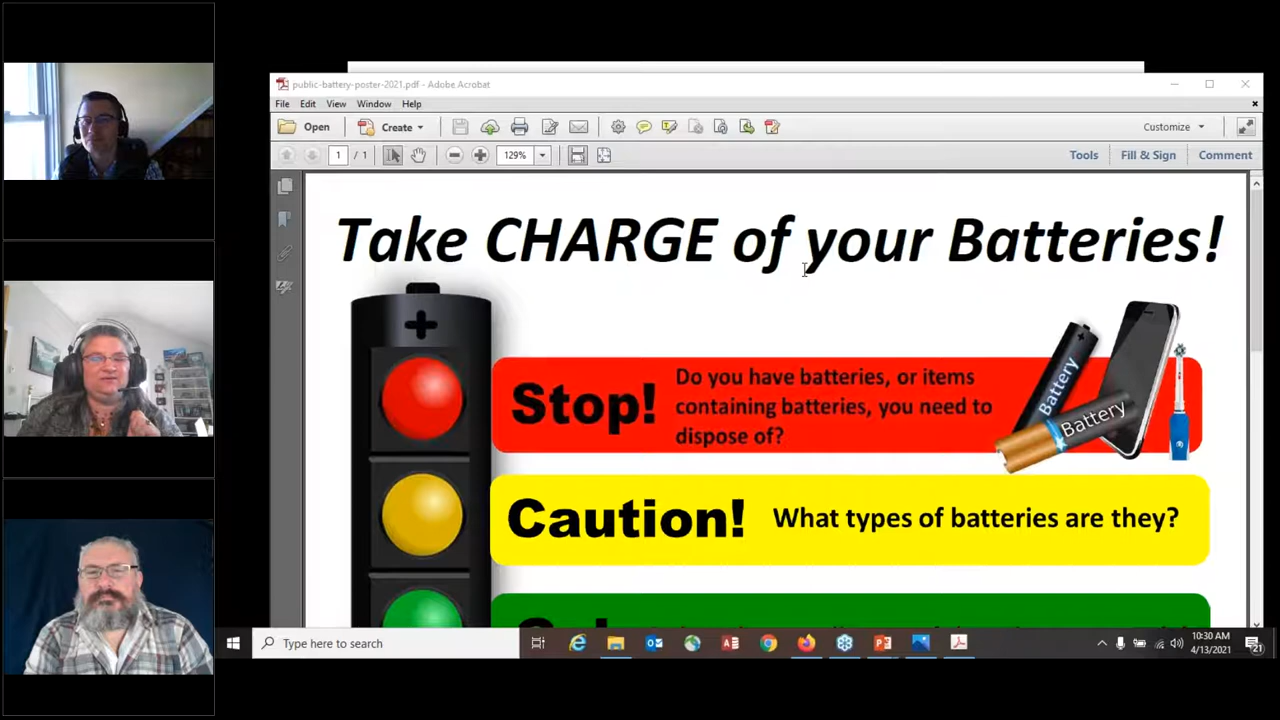 public-battery-poster-2021.pdf - Adobe Acrobat
File Edit View Window Help
Open Create Customize
1 / 1 129% Tools Fill & Sign Comment
Take CHARGE of your Batteries!
+
Stop!
Do you have batteries, or items
containing batteries, you need to
dispose of?
Battery
Battery
Caution! What types of batteries are they?
Type here to search
10:30 AM
4/13/2021
21